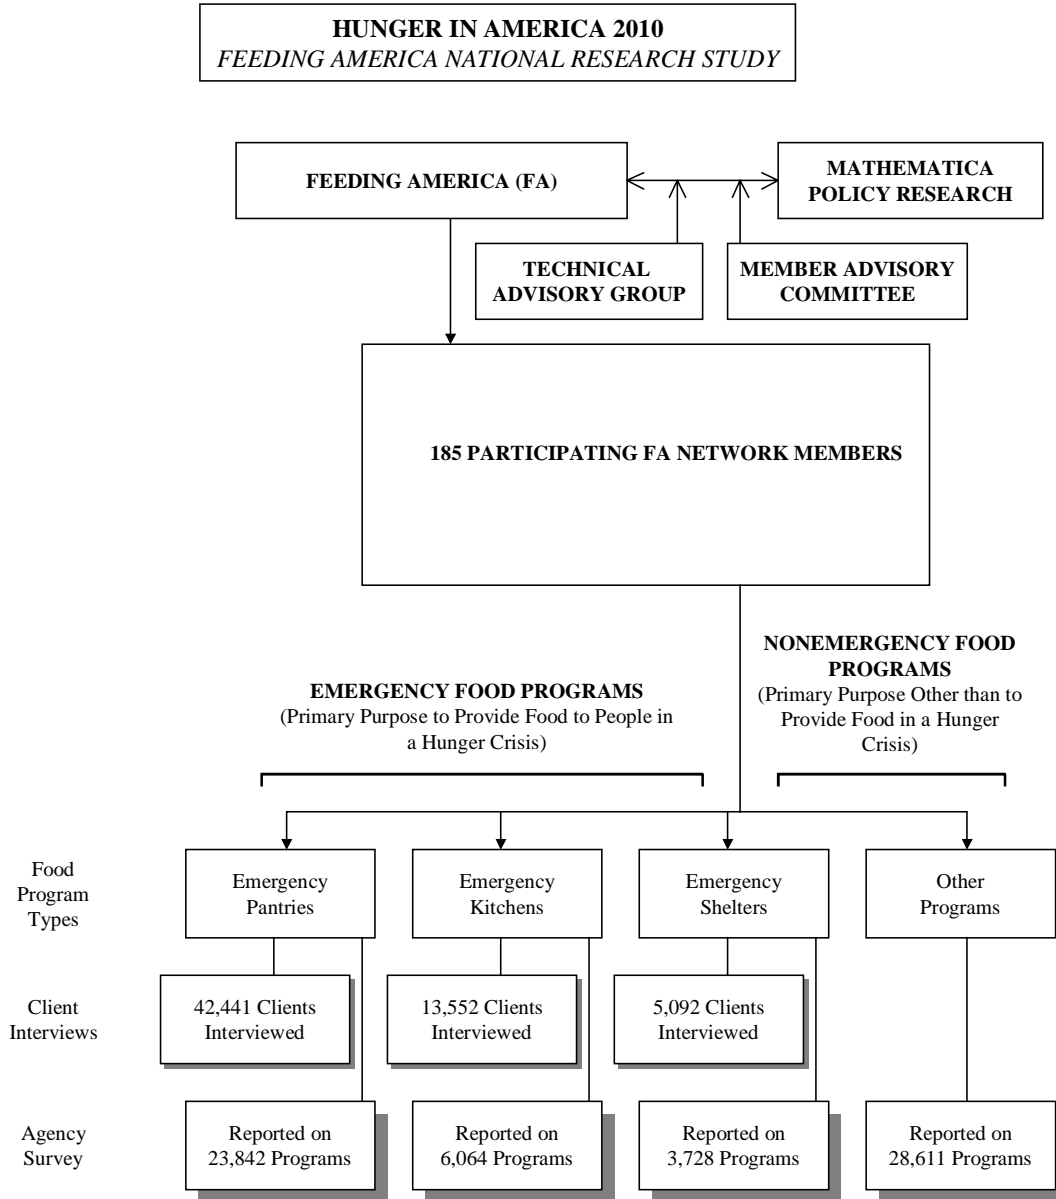 HUNGER IN AMERICA 2010
FEEDING AMERICA NATIONAL RESEARCH STUDY
FEEDING AMERICA (FA)
MATHEMATICA
POLICY RESEARCH
TECHNICAL
ADVISORY GROUP
MEMBER ADVISORY
COMMITTEE
185 PARTICIPATING FA NETWORK MEMBERS
EMERGENCY FOOD PROGRAMS
(Primary Purpose to Provide Food to People in
a Hunger Crisis)
NONEMERGENCY FOOD
PROGRAMS
(Primary Purpose Other than to
Provide Food in a Hunger
Crisis)
Food
Program
Types
Emergency
Pantries
Emergency
Kitchens
Emergency
Shelters
Other
Programs
Client
Interviews
42,441 Clients
Interviewed
13,552 Clients
Interviewed
5,092 Clients
Interviewed
Agency
Survey
Reported on
23,842 Programs
Reported on
6,064 Programs
Reported on
3,728 Programs
Reported on
28,611 Programs